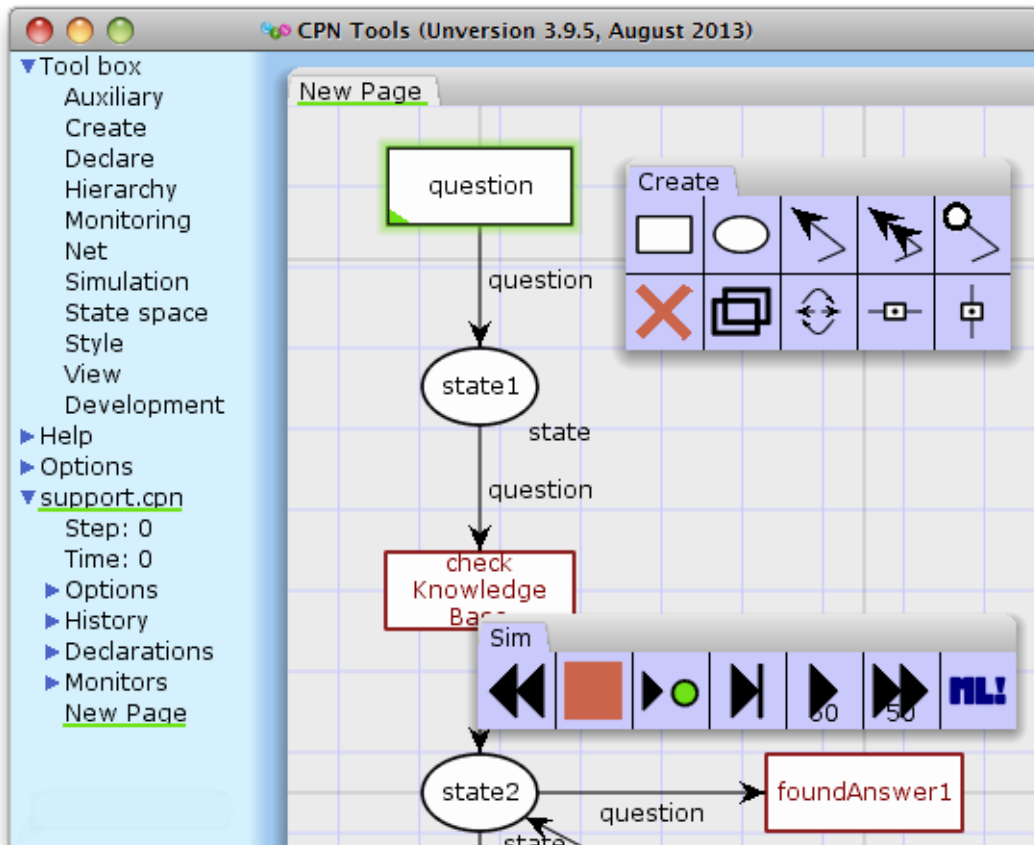 CPN Tools (Unversion 3.9.5, August 2013)
Tool box
Auxiliary
Create
Declare
Hierarchy
Monitoring
Net
Simulation
State space
Style
View
Development
Help
Options
support.cpn
Step: 0
Time: 0
Options
History
Declarations
Monitors
New Page
New Page
question
Create
question
state1
state
question
check
Knowledge
Base
Sim
50
ML!
state2
foundAnswer1
question
state